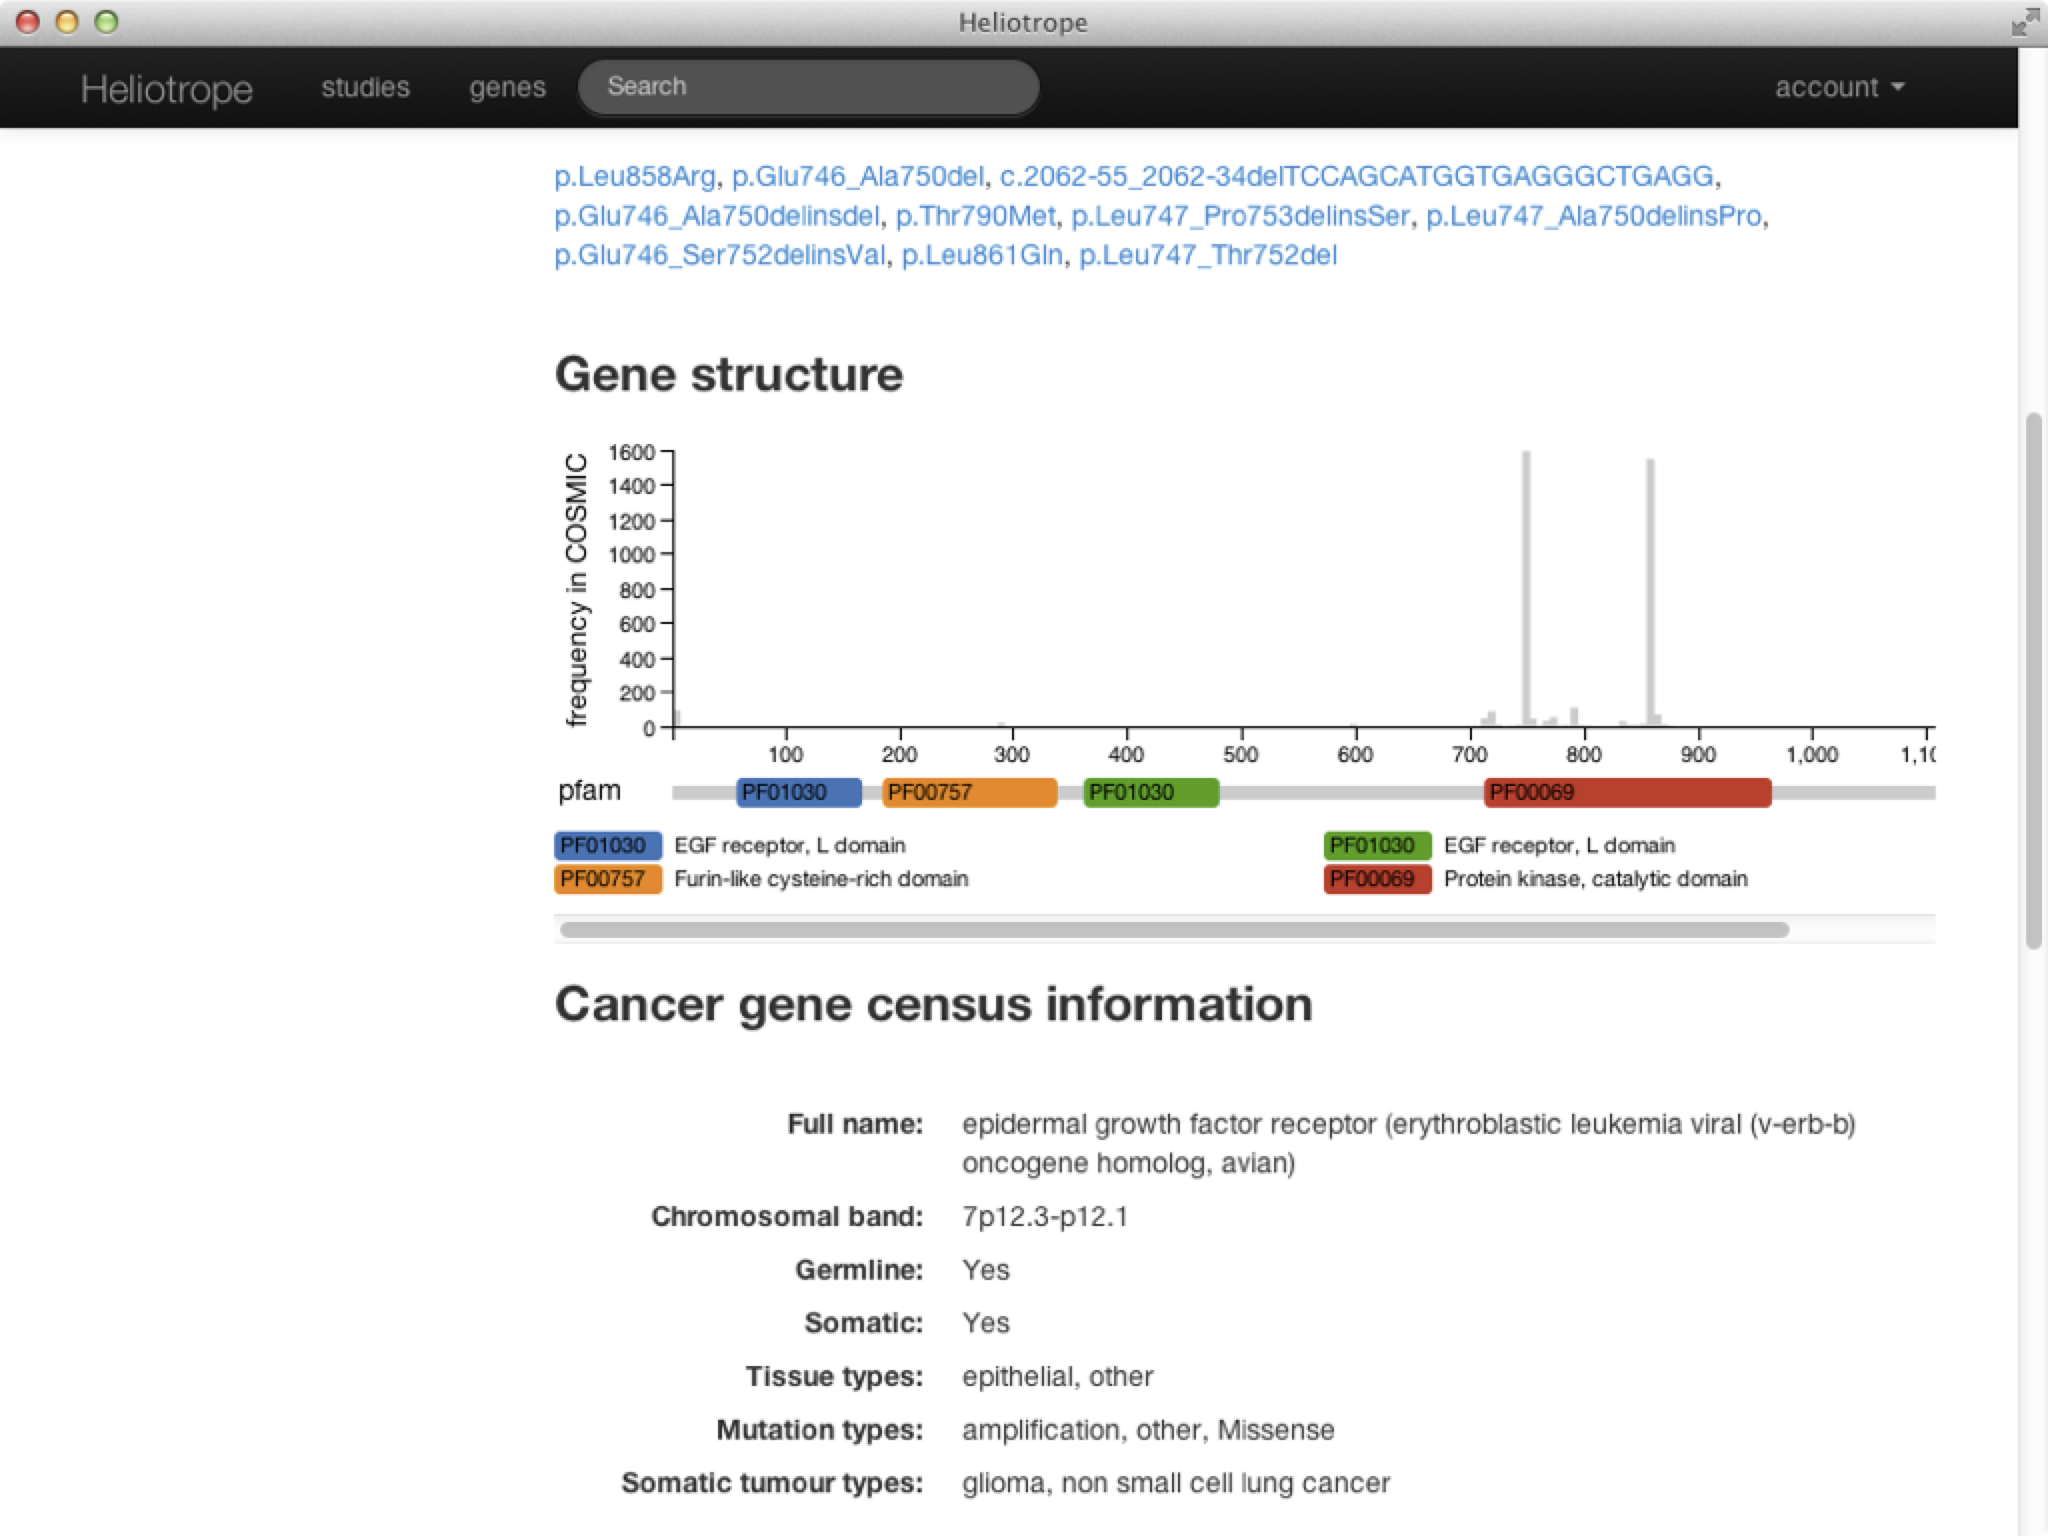 Heliotrope
Heliotrope studies genes Search account
p.Leu858Arg, p.Glu746_Ala750del, c.2062-55_2062-34delTCCAGCATGGTGAGGGCTGAGG,
p.Glu746_Ala750delinsdel, p.Thr790Met, p.Leu747_Pro753delinsSer, p.Leu747_Ala750delinsPro,
p.Glu746_Ser752delinsVal, p.Leu861Gln, p.Leu747_Thr752del
Gene structure
frequency in COSMIC
1600
1400
1200
1000
800
600
400
200
0
100 200 300 400 500 600 700 800 900 1,000 1,10
pfam PF01030 PF00757 PF01030 PF00069
PF01030 EGF receptor, L domain PF01030 EGF receptor, L domain
PF00757 Furin-like cysteine-rich domain PF00069 Protein kinase, catalytic domain
Cancer gene census information
Full name: epidermal growth factor receptor (erythroblastic leukemia viral (v-erb-b)
oncogene homolog, avian)
Chromosomal band: 7p12.3-p12.1
Germline: Yes
Somatic: Yes
Tissue types: epithelial, other
Mutation types: amplification, other, Missense
Somatic tumour types: glioma, non small cell lung cancer